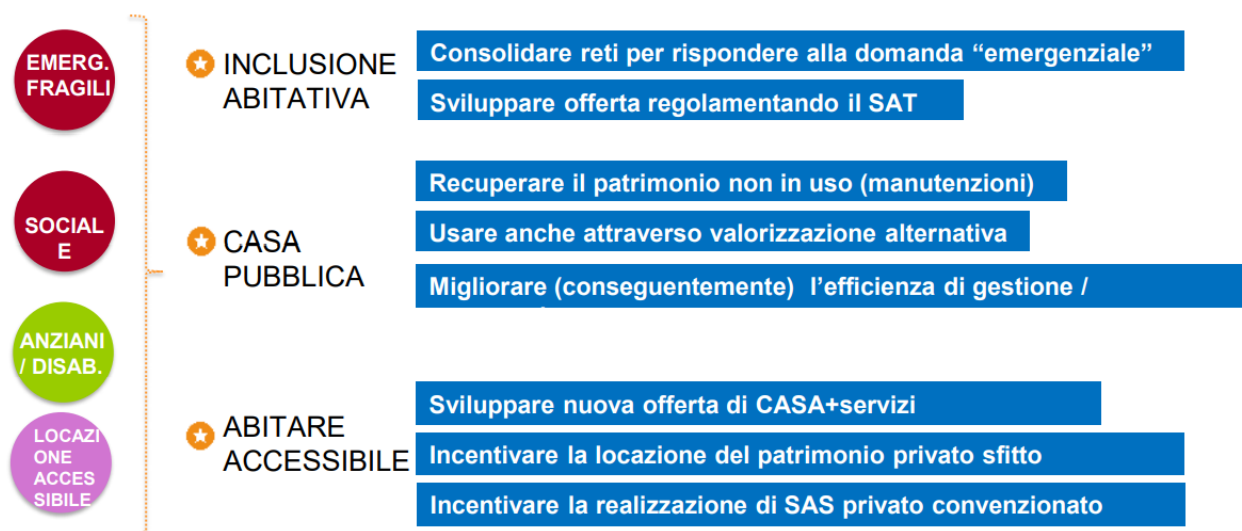 EMERG.
FRAGILI
INCLUSIONE
ABITATIVA
Consolidare reti per rispondere alla domanda “emergenziale”
Sviluppare offerta regolamentando il SAT
SOCIAL
E
CASA
PUBBLICA
Recuperare il patrimonio non in uso (manutenzioni)
Usare anche attraverso valorizzazione alternativa
Migliorare (conseguentemente) l’efficienza di gestione /
ANZIANI
/ DISAB.
LOCAZI
ONE
ACCES
SIBILE
ABITARE
ACCESSIBILE
Sviluppare nuova offerta di CASA+servizi
Incentivare la locazione del patrimonio privato sfitto
Incentivare la realizzazione di SAS privato convenzionato